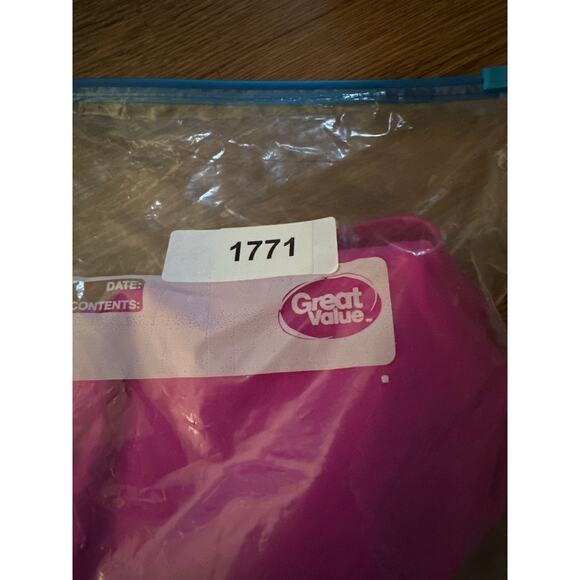 1771
DATE:
CONTENTS:
Great
Value